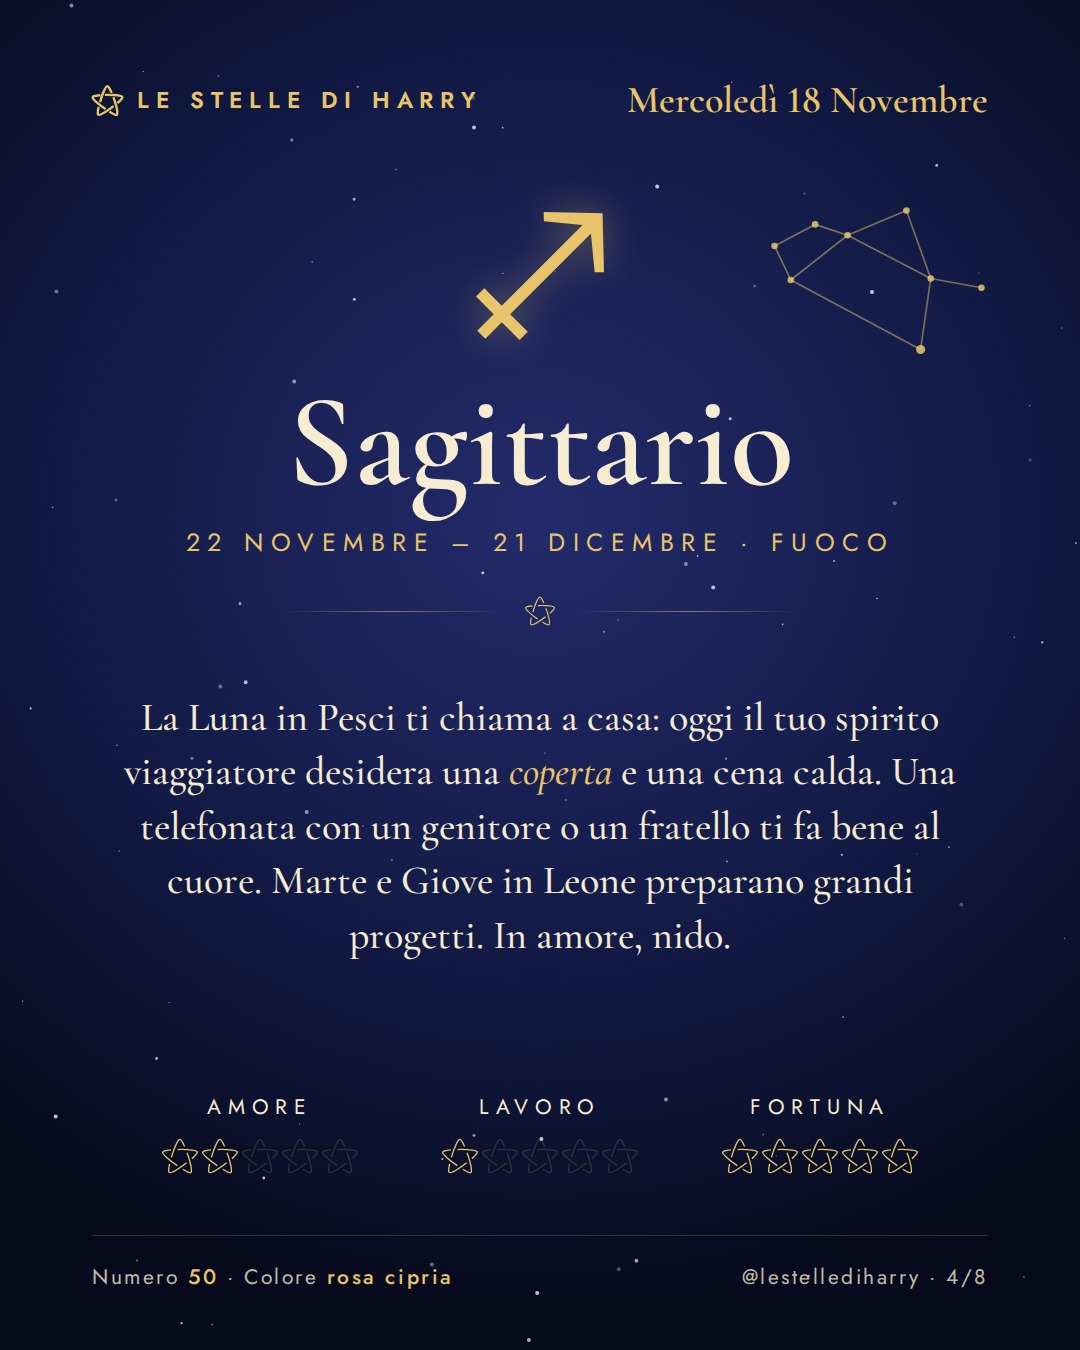 LE STELLE DI HARRY
Mercoledì 18 Novembre
Sagittario
22 NOVEMBRE – 21 DICEMBRE · FUOCO
La Luna in Pesci ti chiama a casa: oggi il tuo spirito
viaggiatore desidera una coperta e una cena calda. Una
telefonata con un genitore o un fratello ti fa bene al
cuore. Marte e Giove in Leone preparano grandi
progetti. In amore, nido.
AMORE
LAVORO
FORTUNA
Numero 50 · Colore rosa cipria
@lestellediharry · 4/8